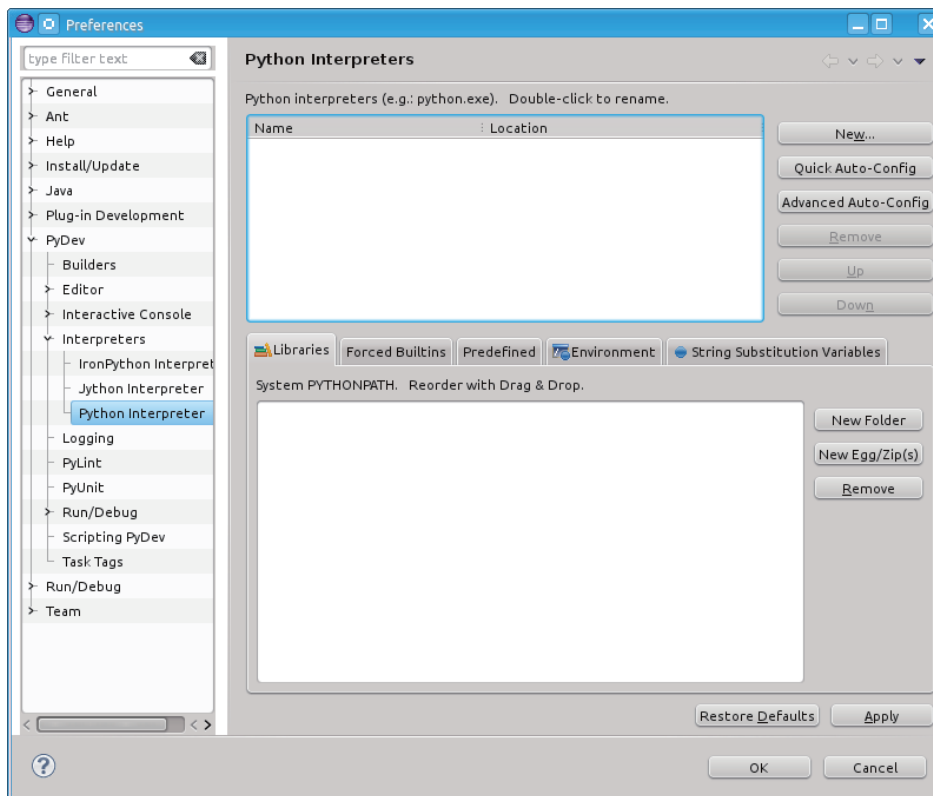 Preferences
type filter text
General
Ant
Help
Install/Update
Java
Plug-in Development
PyDev
Builders
Editor
Interactive Console
Interpreters
IronPython Interpret
Jython Interpreter
Python Interpreter
Logging
PyLint
PyUnit
Run/Debug
Scripting PyDev
Task Tags
Run/Debug
Team
Python Interpreters
Python interpreters (e.g.: python.exe). Double-click to rename.
Name Location
New...
Quick Auto-Config
Advanced Auto-Config
Remove
Up
Down
Libraries Forced Builtins Predefined Environment String Substitution Variables
System PYTHONPATH. Reorder with Drag & Drop.
New Folder
New Egg/Zip(s)
Remove
Restore Defaults Apply
? OK Cancel